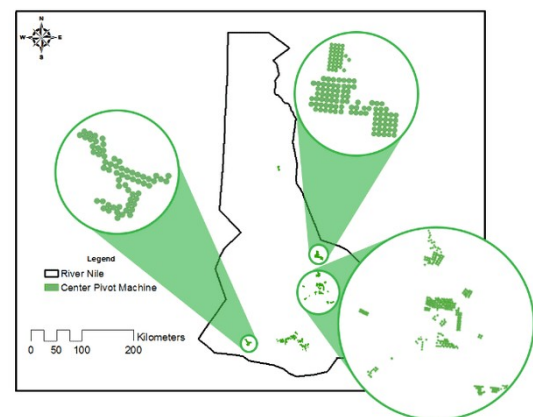 N
W E
S
Legend
River Nile
Center Pivot Machine
Kilometers
0 50 100 200